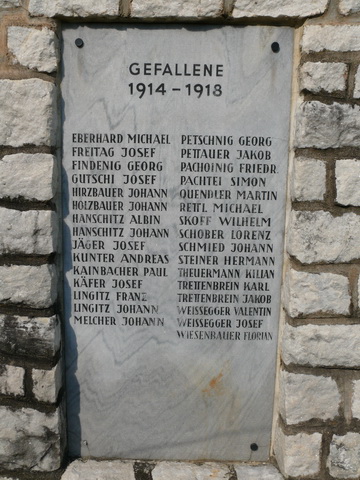 GEFALLENE
1914 – 1918
EBERHARD MICHAEL
FREITAG JOSEF
FINDENIG GEORG
GUTSCHI JOSEF
HIRZBAUER JOHANN
HOLZBAUER JOHANN
HANSCHITZ ALBIN
HANSCHITZ JOHANN
JÄGER JOSEF
KUNTER ANDREAS
KAINBACHER PAUL
KÄFER JOSEF
LINGITZ FRANZ
LINGITZ JOHANN
MELCHER JOHANN
PETSCHNIG GEORG
PETTAUER JAKOB
PACHOINIG FRIEDR.
PACHTEI SIMON
QUENDLER MARTIN
REITL MICHAEL
SKOFF WILHELM
SCHOBER LORENZ
SCHMIED JOHANN
STEINER HERMANN
THEUERMANN KILIAN
TREITENBREIN KARL
TREITENBREIN JAKOB
WEISSEGGER VALENTIN
WEISSEGGER JOSEF
WIESENBAUER FLORIAN